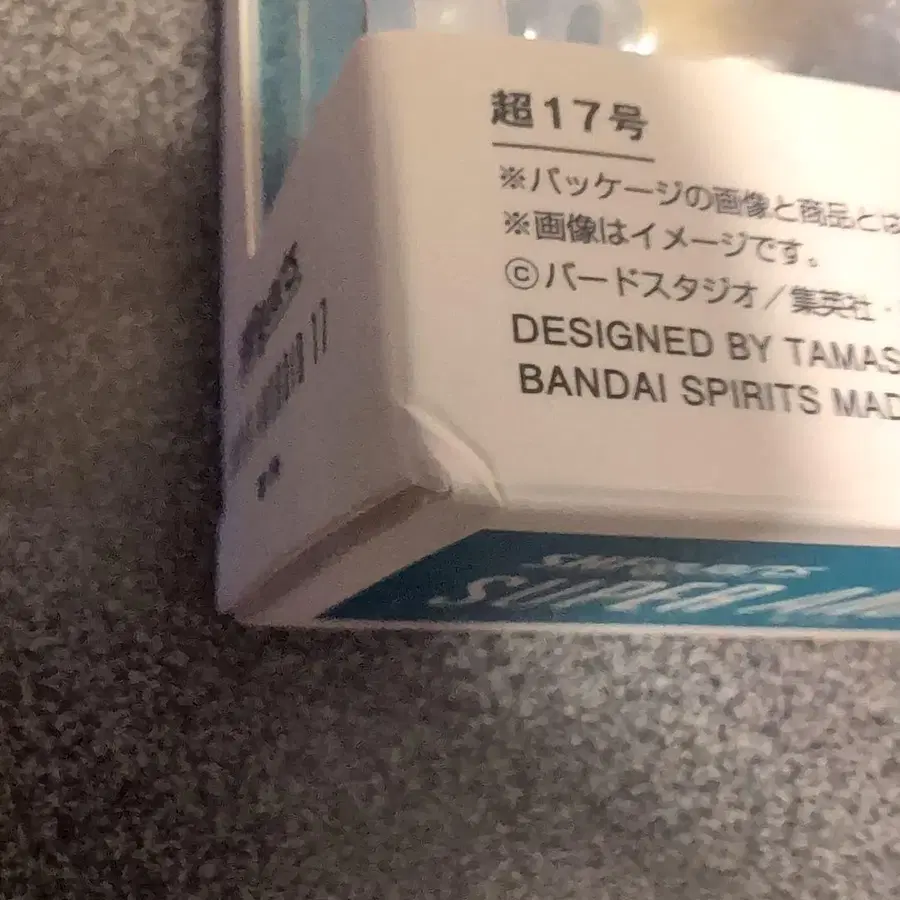 超17号
※パッケージの画像と商品とは
※画像はイメージです。
©バードスタジオ/集英社・
DESIGNED BY TAMAS
BANDAI SPIRITS MAD
SUPER
17